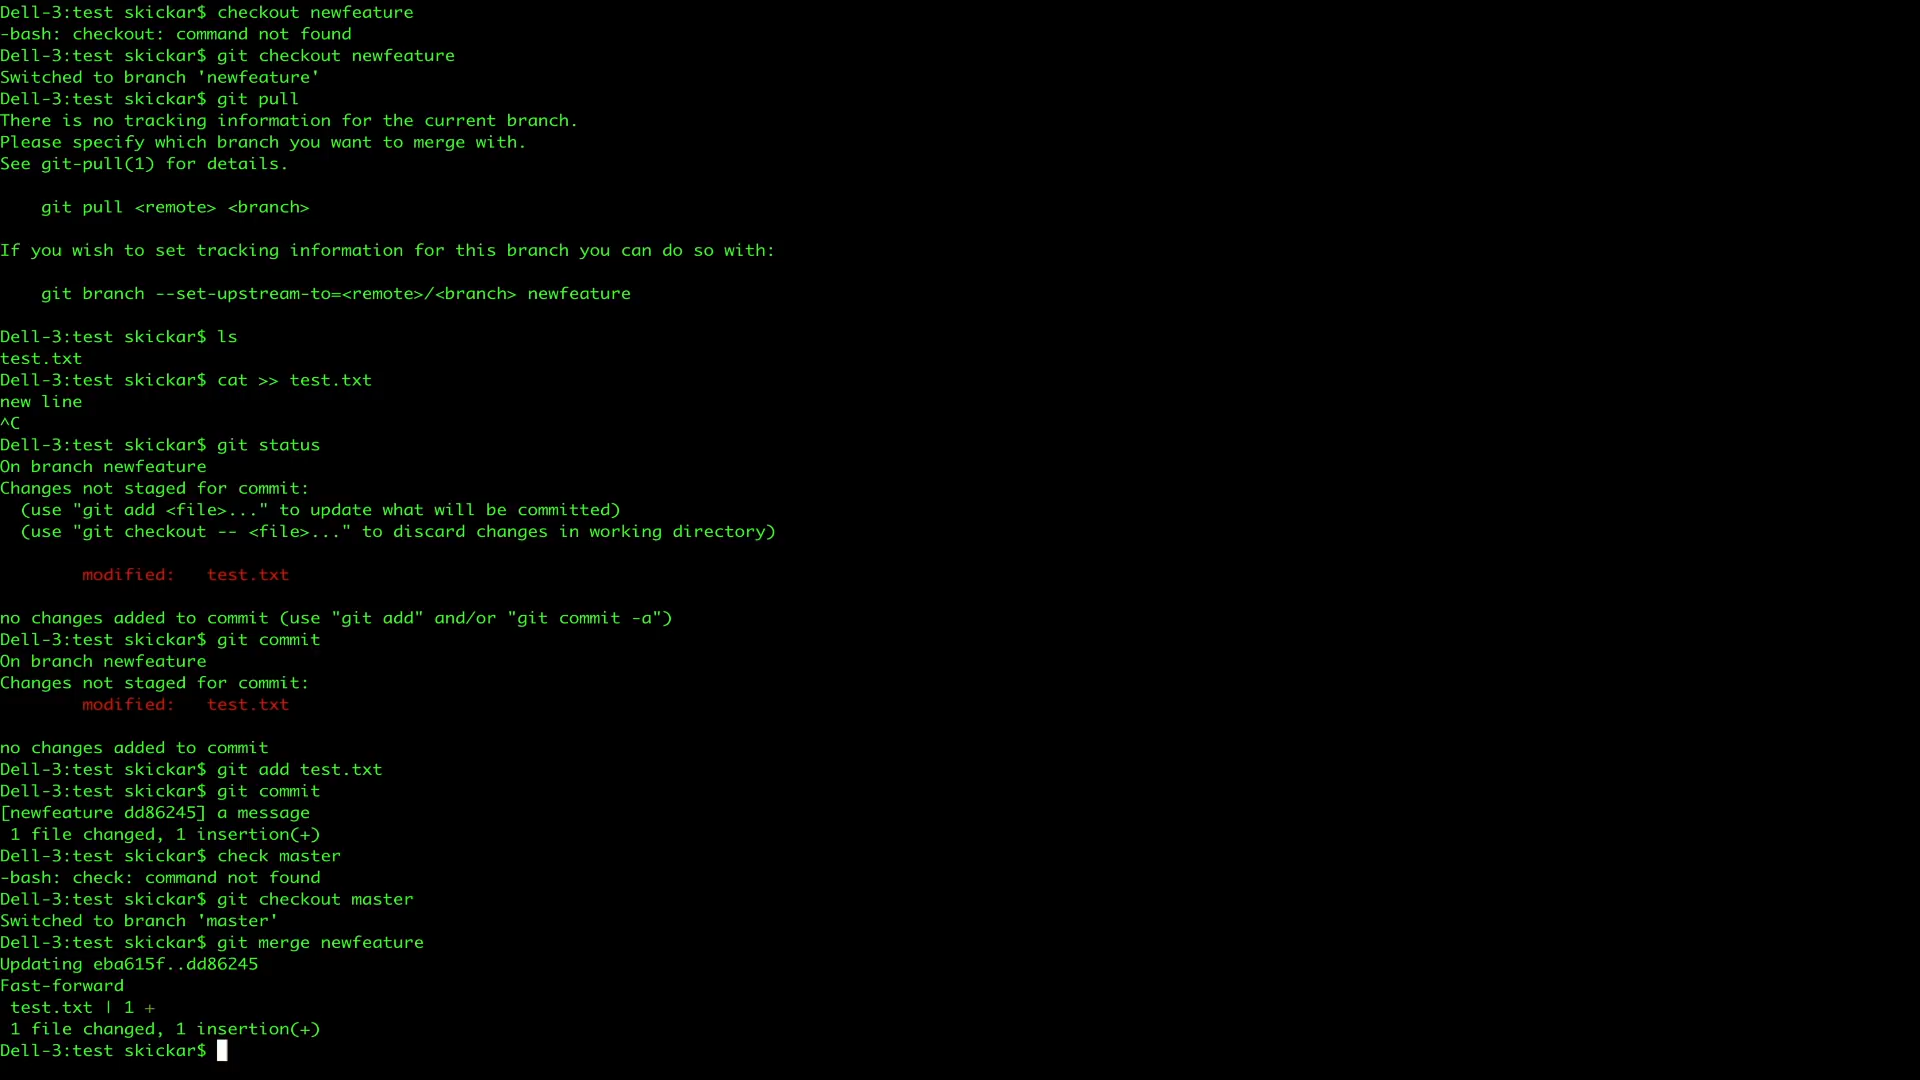 Dell-3:test skickar$ checkout newfeature
-bash: checkout: command not found
Dell-3:test skickar$ git checkout newfeature
Switched to branch 'newfeature'
Dell-3:test skickar$ git pull
There is no tracking information for the current branch.
Please specify which branch you want to merge with.
See git-pull(1) for details.

    git pull <remote> <branch>

If you wish to set tracking information for this branch you can do so with:

    git branch --set-upstream-to=<remote>/<branch> newfeature

Dell-3:test skickar$ ls
test.txt
Dell-3:test skickar$ cat >> test.txt
new line
^C
Dell-3:test skickar$ git status
On branch newfeature
Changes not staged for commit:
  (use "git add <file>..." to update what will be committed)
  (use "git checkout -- <file>..." to discard changes in working directory)

        modified:   test.txt

no changes added to commit (use "git add" and/or "git commit -a")
Dell-3:test skickar$ git commit
On branch newfeature
Changes not staged for commit:
        modified:   test.txt

no changes added to commit
Dell-3:test skickar$ git add test.txt
Dell-3:test skickar$ git commit
[newfeature dd86245] a message
 1 file changed, 1 insertion(+)
Dell-3:test skickar$ check master
-bash: check: command not found
Dell-3:test skickar$ git checkout master
Switched to branch 'master'
Dell-3:test skickar$ git merge newfeature
Updating eba615f..dd86245
Fast-forward
 test.txt | 1 +
 1 file changed, 1 insertion(+)
Dell-3:test skickar$